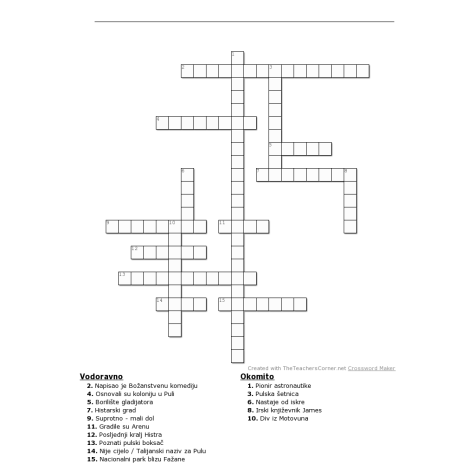 1
2
3
4
5
7
8
6
9
10
11
12
13
14
15
Created with TheTeachersCorner.net Crossword Maker
Vodoravno
2. Napisao je Božanstvenu komediju
4. Osnovali su koloniju u Puli
5. Borilište gladijatora
7. Histarski grad
9. Suprotno - mali dol
11. Gradile su Arenu
12. Posljednji kralj Histra
13. Poznati pulski boksač
14. Nije cijelo / Talijanski naziv za Pulu
15. Nacionalni park blizu Fažane
Okomito
1. Pionir astronautike
3. Pulska šetnica
6. Nastaje od iskre
8. Irski književnik James
10. Div iz Motovuna